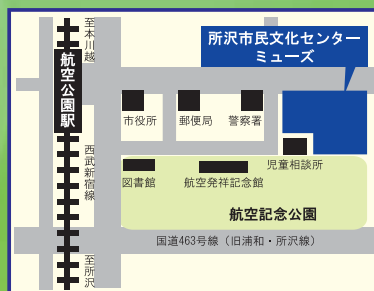 至本川越
所沢市民文化センター
ミューズ
航空公園駅
市役所
郵便局
警察署
西武新宿線
児童相談所
図書館
航空発祥記念館
航空記念公園
国道463号線（旧浦和・所沢線）
至所沢